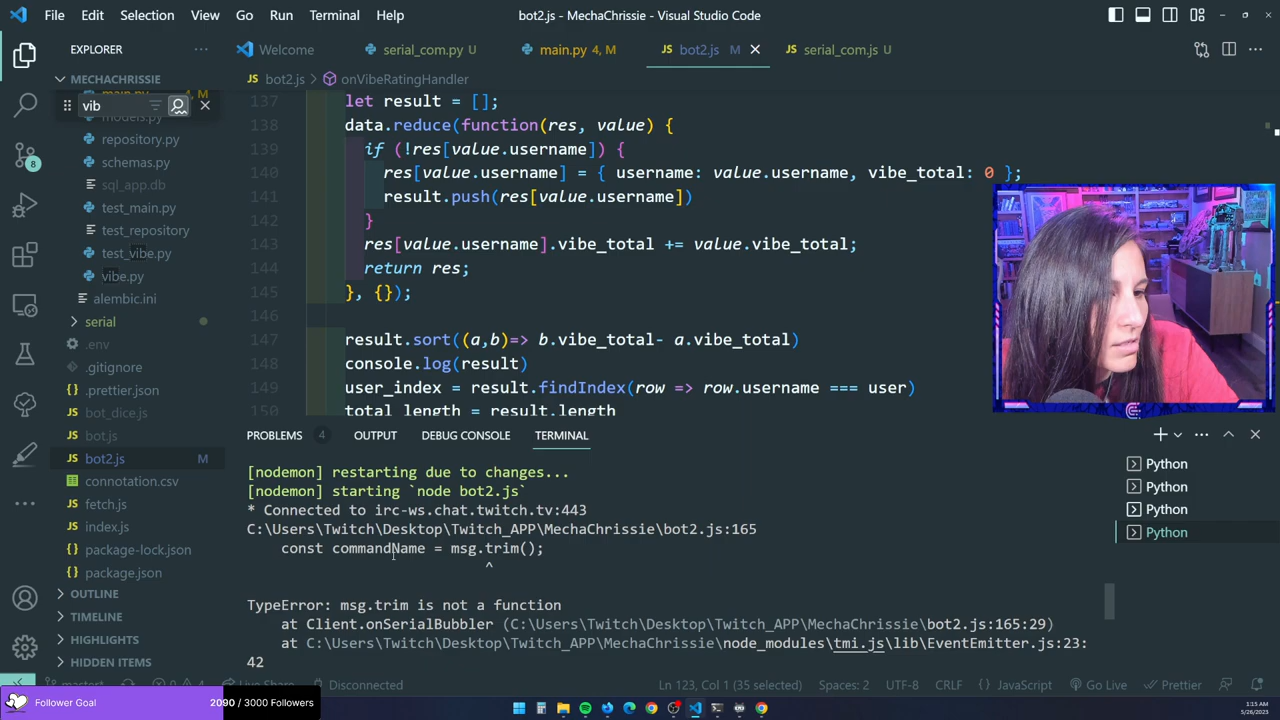 File Edit Selection View Go Run Terminal Help
bot2.js - MechaChrissie - Visual Studio Code
EXPLORER
Welcome
serial_com.py U
main.py 4, M
bot2.js M
serial_com.js U
MECHACHRISSIE
bot2.js > onVibeRatingHandler
main.py 4, M
vib
models.py
repository.py
schemas.py
sql_app.db
test_main.py
test_repository
test_vibe.py
vibe.py
alembic.ini
serial
.env
.gitignore
.prettier.json
bot_dice.js
bot.js
bot2.js M
connotation.csv
fetch.js
index.js
package-lock.json
package.json
OUTLINE
TIMELINE
HIGHLIGHTS
HIDDEN ITEMS
8
137 let result = [];
138 data.reduce(function(res, value) {
139 if (!res[value.username]) {
140 res[value.username] = { username: value.username, vibe_total: 0 };
141 result.push(res[value.username])
142 }
143 res[value.username].vibe_total += value.vibe_total;
144 return res;
145 }, {});
146
147 result.sort((a,b)=> b.vibe_total- a.vibe_total)
148 console.log(result)
149 user_index = result.findIndex(row => row.username === user)
150 total_length = result.length
PROBLEMS 4 OUTPUT DEBUG CONSOLE TERMINAL
[nodemon] restarting due to changes...
[nodemon] starting `node bot2.js`
* Connected to irc-ws.chat.twitch.tv:443
C:\Users\Twitch\Desktop\Twitch_APP\MechaChrissie\bot2.js:165
const commandName = msg.trim();
^
TypeError: msg.trim is not a function
at Client.onSerialBubbler (C:\Users\Twitch\Desktop\Twitch_APP\MechaChrissie\bot2.js:165:29)
at C:\Users\Twitch\Desktop\Twitch_APP\MechaChrissie\node_modules\tmi.js\lib\EventEmitter.js:23:
42
Python
Python
Python
Python
Disconnected
Ln 123, Col 1 (35 selected)
Spaces: 2
UTF-8
CRLF
JavaScript
Go Live
Prettier
Follower Goal
2090 / 3000 Followers
1:15 AM
5/26/2023